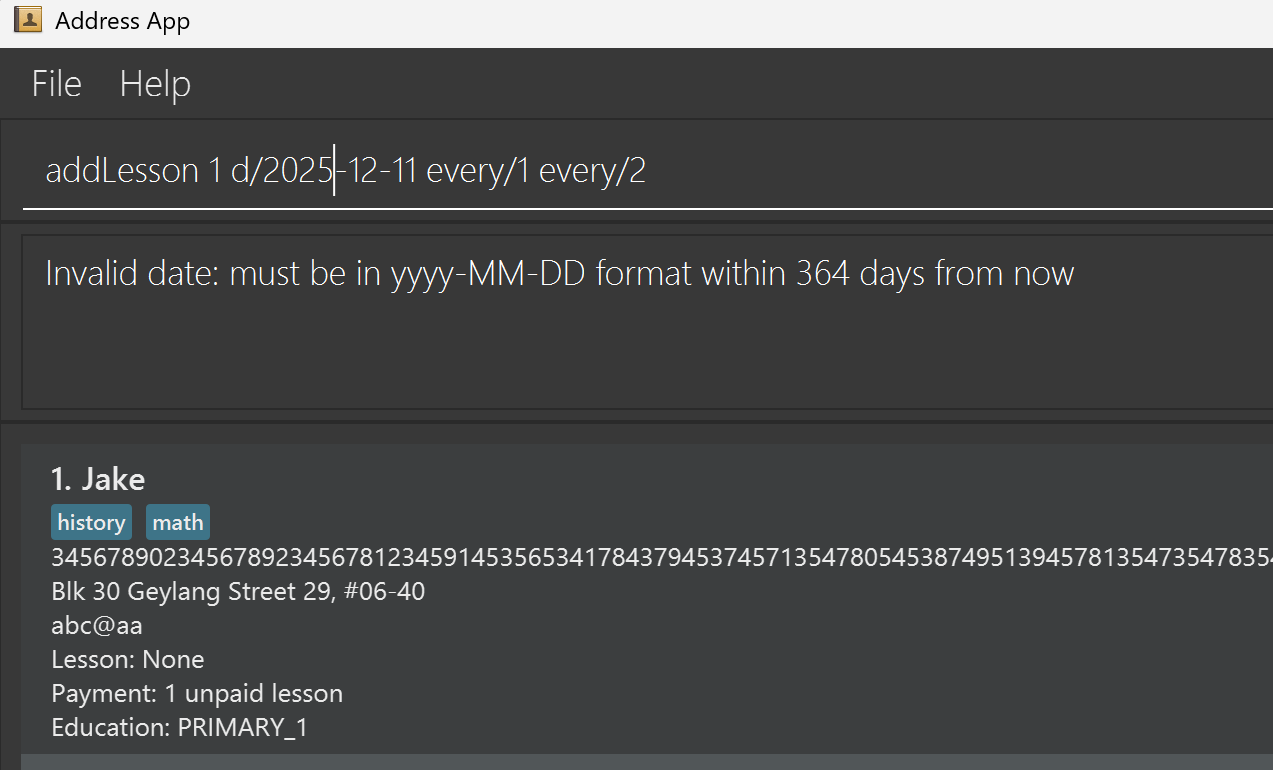 Address App
File Help
addLesson 1 d/2025-12-11 every/1 every/2
Invalid date: must be in yyyy-MM-DD format within 364 days from now
1. Jake
history math
Blk 30 Geylang Street 29, #06-40
abc@aa
Lesson: None
Payment: 1 unpaid lesson
Education: PRIMARY_1